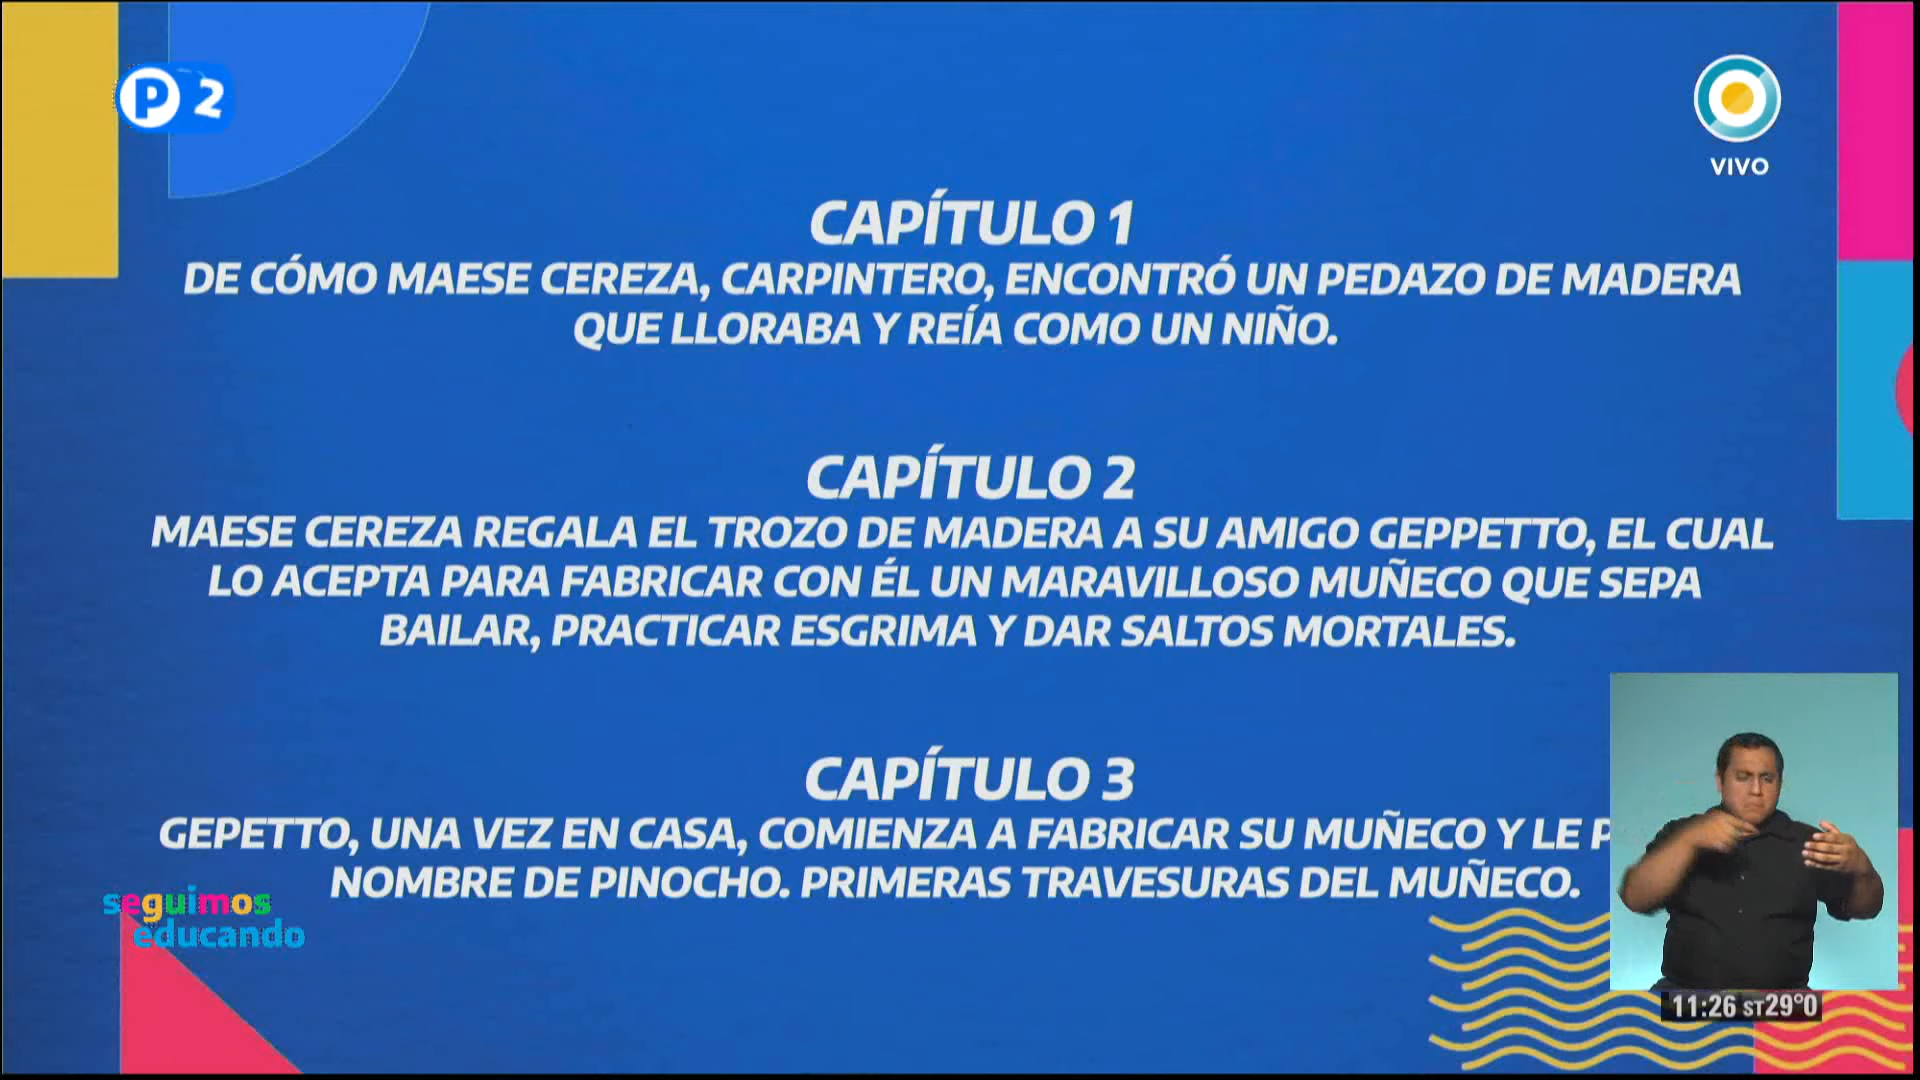 P 2
VIVO
CAPÍTULO 1
DE CÓMO MAESE CEREZA, CARPINTERO, ENCONTRÓ UN PEDAZO DE MADERA
QUE LLORABA Y REÍA COMO UN NIÑO.
CAPÍTULO 2
MAESE CEREZA REGALA EL TROZO DE MADERA A SU AMIGO GEPPETTO, EL CUAL
LO ACEPTA PARA FABRICAR CON ÉL UN MARAVILLOSO MUÑECO QUE SEPA
BAILAR, PRACTICAR ESGRIMA Y DAR SALTOS MORTALES.
CAPÍTULO 3
GEPETTO, UNA VEZ EN CASA, COMIENZA A FABRICAR SU MUÑECO Y LE
NOMBRE DE PINOCHO. PRIMERAS TRAVESURAS DEL MUÑECO.
seguimos
educando
11:26 ST 29°0